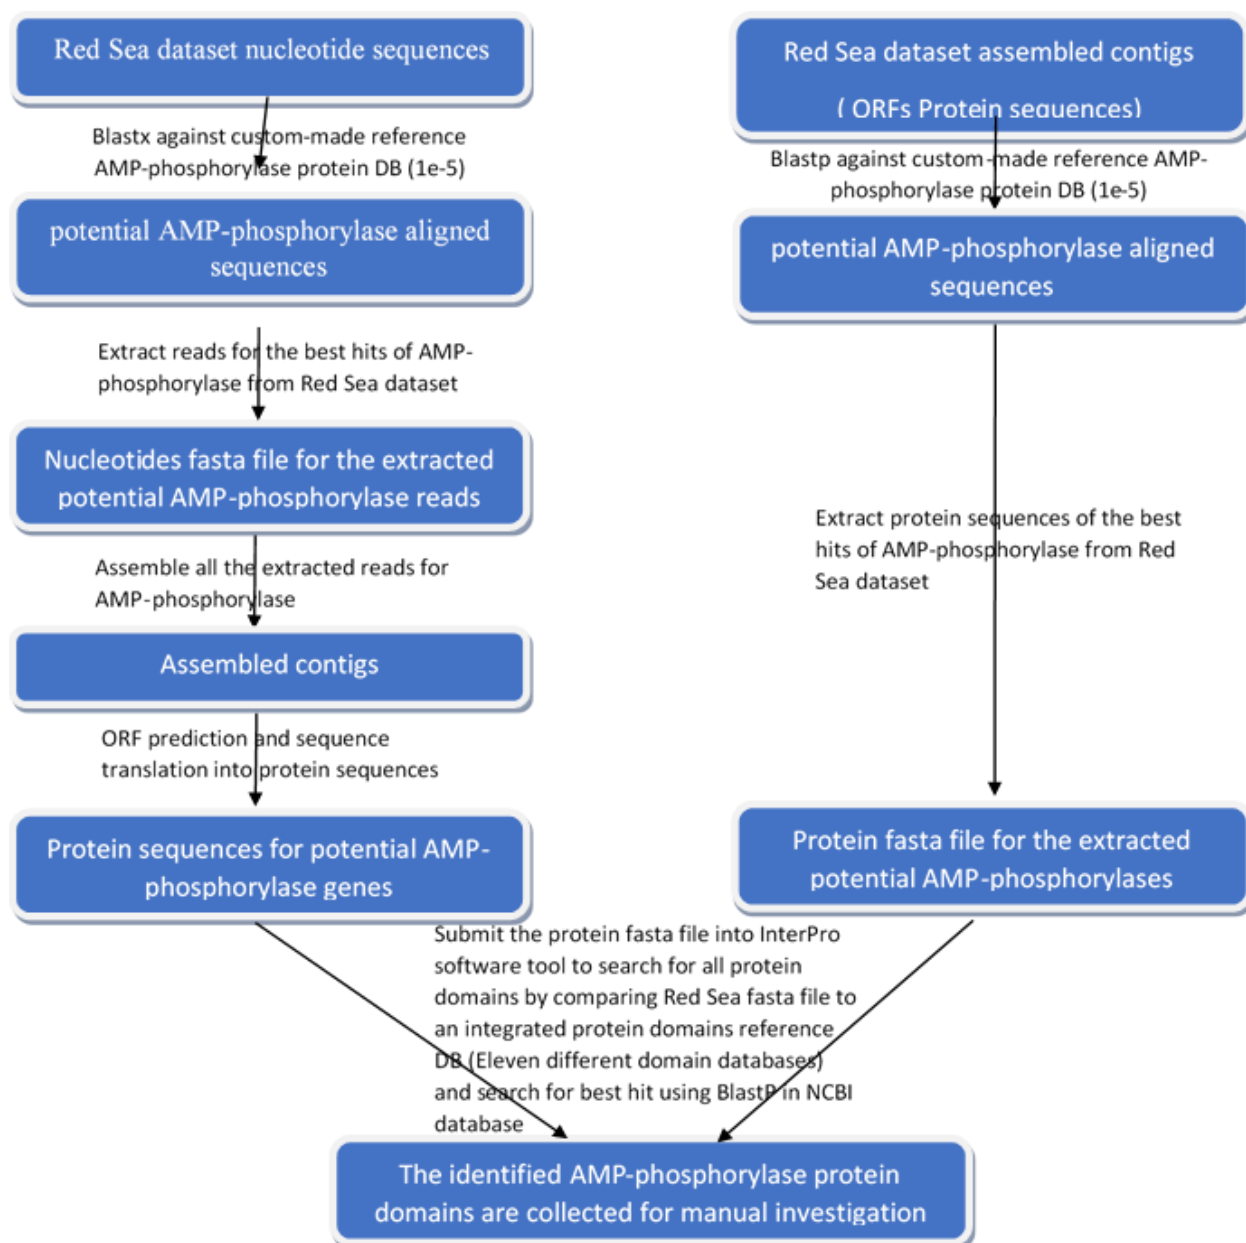 Red Sea dataset nucleotide sequences
Blastx against custom-made reference
AMP-phosphorylase protein DB (1e-5)
potential AMP-phosphorylase aligned
sequences
Extract reads for the best hits of AMP-
phosphorylase from Red Sea dataset
Nucleotides fasta file for the extracted
potential AMP-phosphorylase reads
Assemble all the extracted reads for
AMP-phosphorylase
Assembled contigs
ORF prediction and sequence
translation into protein sequences
Protein sequences for potential AMP-
phosphorylase genes
Red Sea dataset assembled contigs
( ORFs Protein sequences)
Blastp against custom-made reference AMP-
phosphorylase protein DB (1e-5)
potential AMP-phosphorylase aligned
sequences
Extract protein sequences of the best
hits of AMP-phosphorylase from Red
Sea dataset
Protein fasta file for the extracted
potential AMP-phosphorylases
Submit the protein fasta file into InterPro
software tool to search for all protein
domains by comparing Red Sea fasta file to
an integrated protein domains reference
DB (Eleven different domain databases)
and search for best hit using BlastP in NCBI
database
The identified AMP-phosphorylase protein
domains are collected for manual investigation